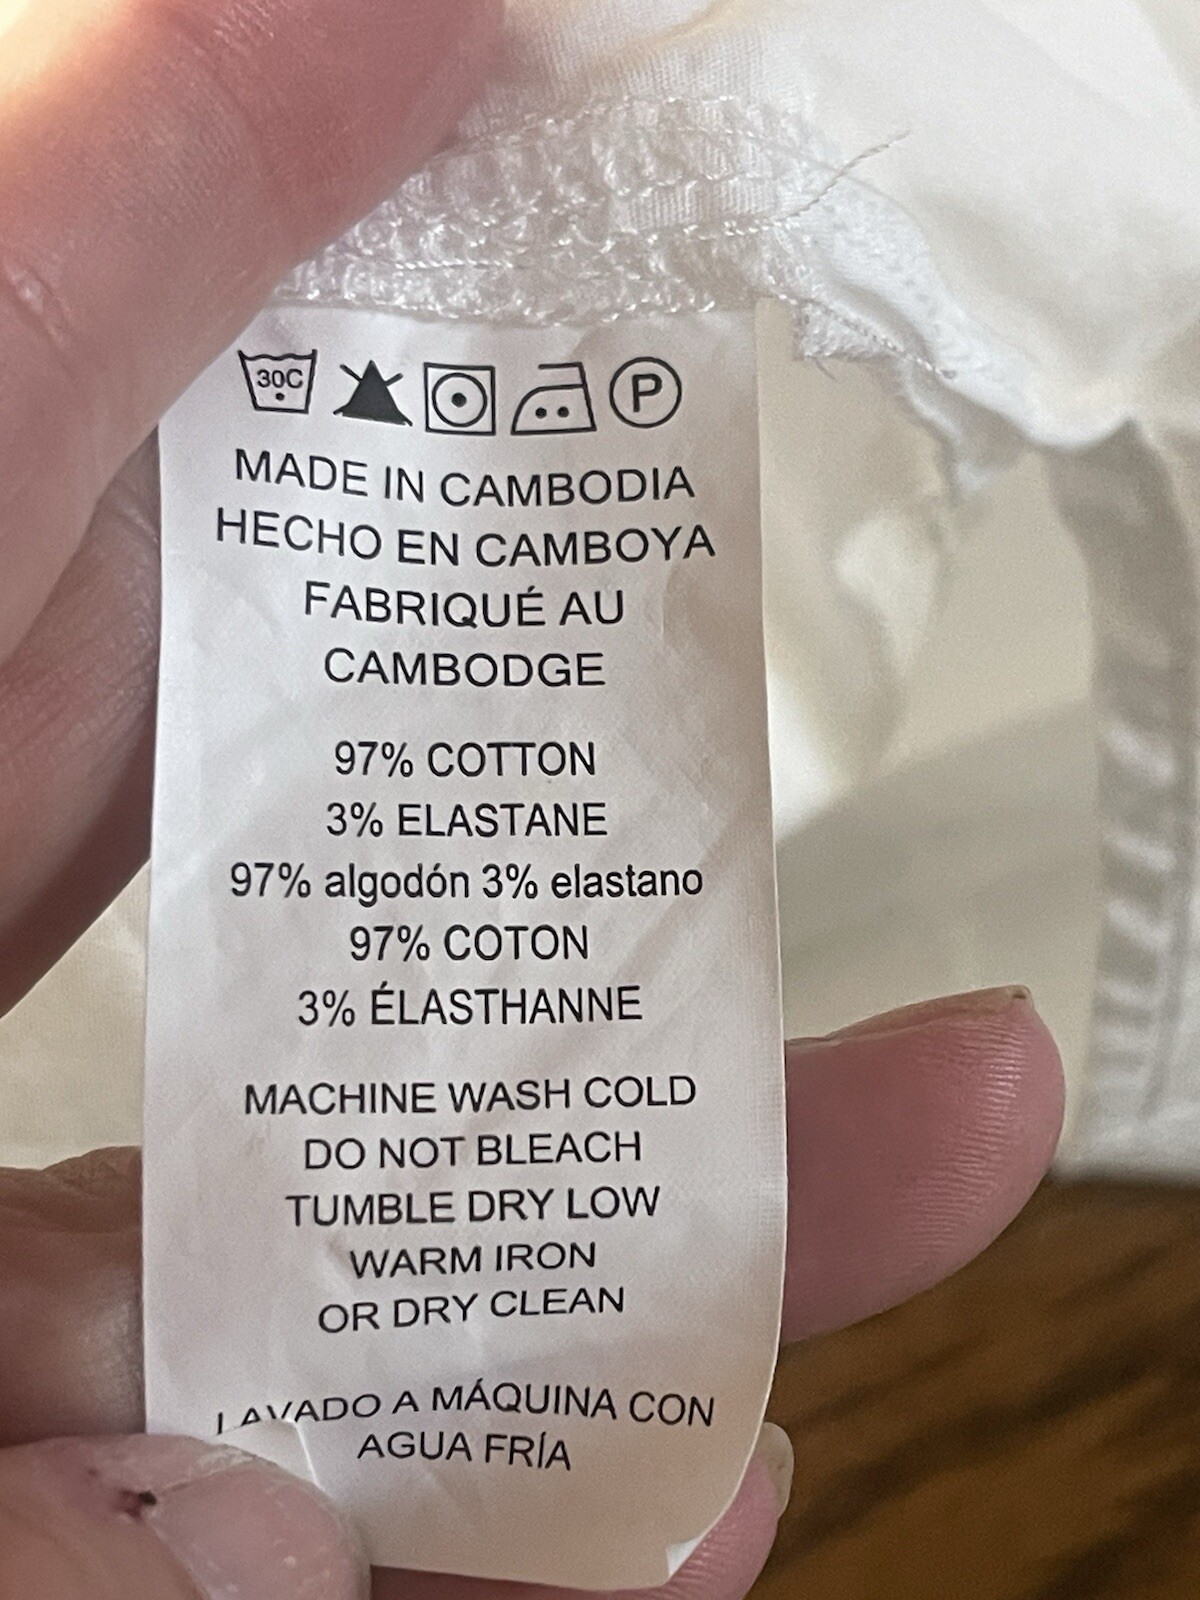 30C
P
MADE IN CAMBODIA
HECHO EN CAMBOYA
FABRIQUÉ AU
CAMBODGE
97% COTTON
3% ELASTANE
97% algodón 3% elastano
97% COTON
3% ÉLASTHANNE
MACHINE WASH COLD
DO NOT BLEACH
TUMBLE DRY LOW
WARM IRON
OR DRY CLEAN
LAVADO A MÁQUINA CON
AGUA FRÍA